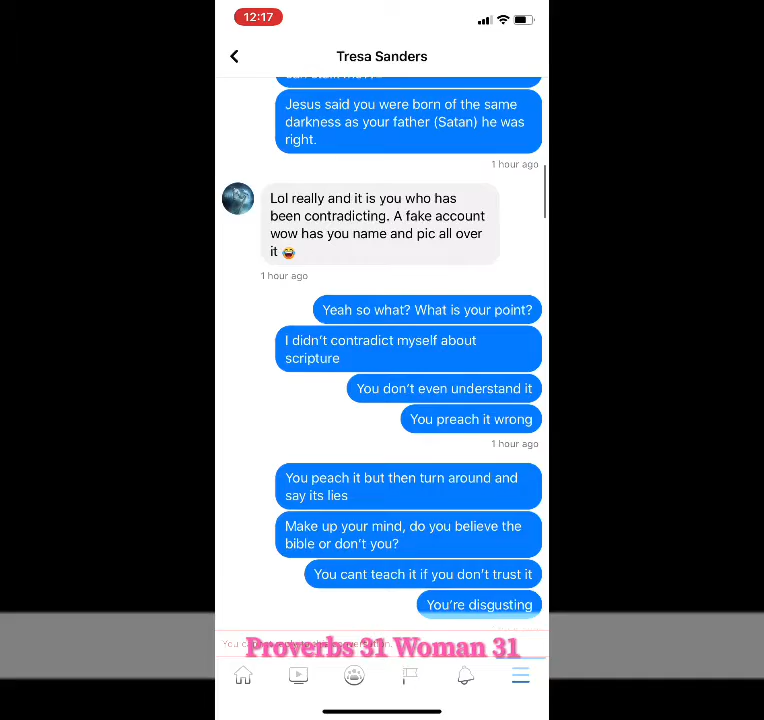 12:17
Tresa Sanders
Jesus said you were born of the same
darkness as your father (Satan) he was
right.
1 hour ago
Lol really and it is you who has
been contradicting. A fake account
wow has you name and pic all over
it 😂
1 hour ago
Yeah so what? What is your point?
I didn't contradict myself about
scripture
You don't even understand it
You preach it wrong
1 hour ago
You peach it but then turn around and
say its lies
Make up your mind, do you believe the
bible or don't you?
You cant teach it if you don't trust it
You're disgusting
Proverbs 31 Woman 31